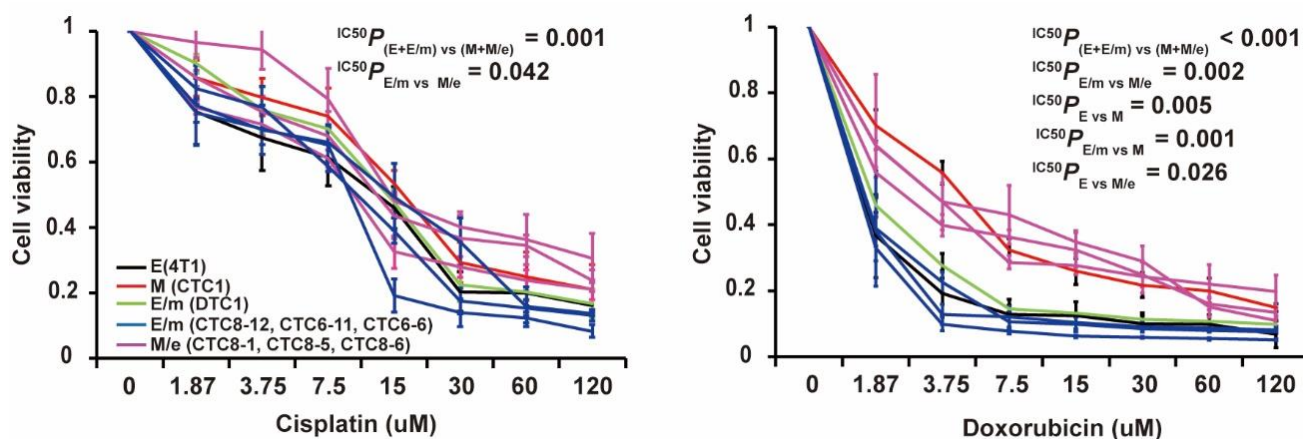 1
0.8
0.6
0.4
0.2
0
Cell viability
IC50P(E+E/m) vs (M+M/e) = 0.001
IC50PE/m vs M/e = 0.042
E(4T1)
M (CTC1)
E/m (DTC1)
E/m (CTC8-12, CTC6-11, CTC6-6)
M/e (CTC8-1, CTC8-5, CTC8-6)
0 1.87 3.75 7.5 15 30 60 120
Cisplatin (uM)
1
0.8
0.6
0.4
0.2
0
Cell viability
IC50P(E+E/m) vs (M+M/e) < 0.001
IC50PE/m vs M/e = 0.002
IC50PE vs M = 0.005
IC50PE/m vs M = 0.001
IC50PE vs M/e = 0.026
0 1.87 3.75 7.5 15 30 60 120
Doxorubicin (uM)